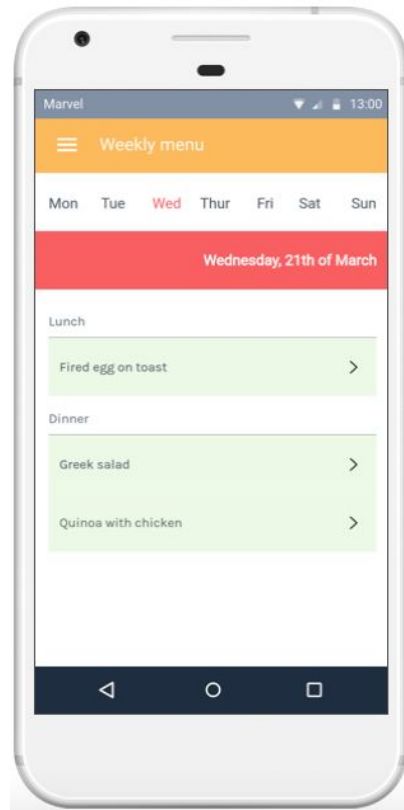 Marvel 13:00
Weekly menu
Mon Tue Wed Thur Fri Sat Sun
Wednesday, 21th of March
Lunch
Fired egg on toast
Dinner
Greek salad
Quinoa with chicken